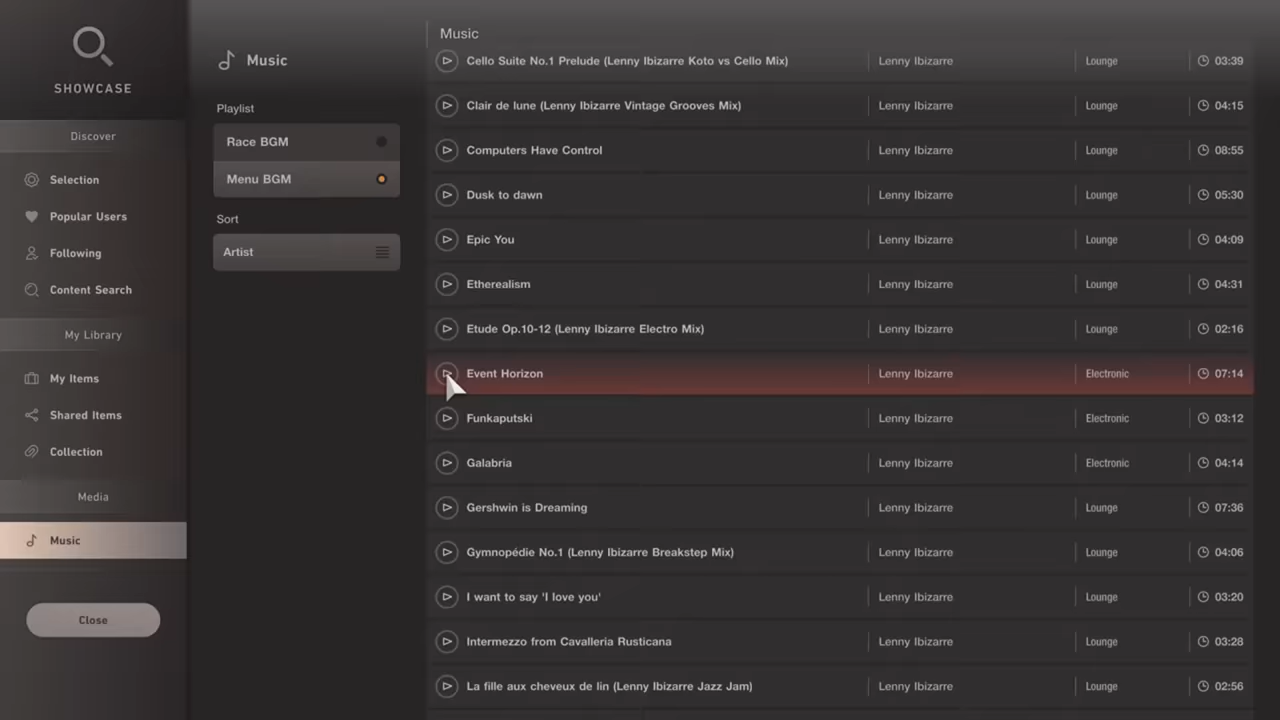 SHOWCASE
Discover
Selection
Popular Users
Following
Content Search
My Library
My Items
Shared Items
Collection
Media
Music
Close
Music
Playlist
Race BGM
Menu BGM
Sort
Artist
Music
Cello Suite No.1 Prelude (Lenny Ibizarre Koto vs Cello Mix) Lenny Ibizarre Lounge 03:39
Clair de lune (Lenny Ibizarre Vintage Grooves Mix) Lenny Ibizarre Lounge 04:15
Computers Have Control Lenny Ibizarre Lounge 08:55
Dusk to dawn Lenny Ibizarre Lounge 05:30
Epic You Lenny Ibizarre Lounge 04:09
Etherealism Lenny Ibizarre Lounge 04:31
Etude Op.10-12 (Lenny Ibizarre Electro Mix) Lenny Ibizarre Lounge 02:16
Event Horizon Lenny Ibizarre Electronic 07:14
Funkaputski Lenny Ibizarre Electronic 03:12
Galabria Lenny Ibizarre Electronic 04:14
Gershwin is Dreaming Lenny Ibizarre Lounge 07:36
Gymnopédie No.1 (Lenny Ibizarre Breakstep Mix) Lenny Ibizarre Lounge 04:06
I want to say 'I love you' Lenny Ibizarre Lounge 03:20
Intermezzo from Cavalleria Rusticana Lenny Ibizarre Lounge 03:28
La fille aux cheveux de lin (Lenny Ibizarre Jazz Jam) Lenny Ibizarre Lounge 02:56